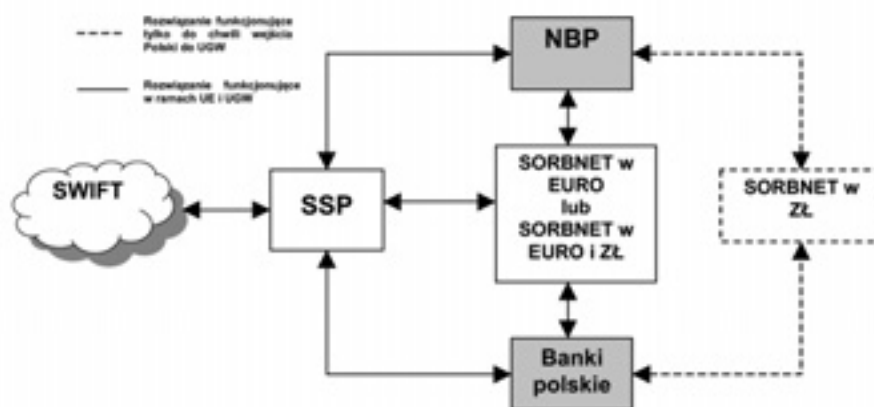 Rozwiązanie funkcjonujące
tylko do chwili wejścia
Polski do UGW
Rozwiązanie funkcjonujące
w ramach UE i UGW
NBP
SWIFT
SSP
SORBNET w
EURO
lub
SORBNET w
EURO i ZŁ
SORBNET w
ZŁ
Banki
polskie